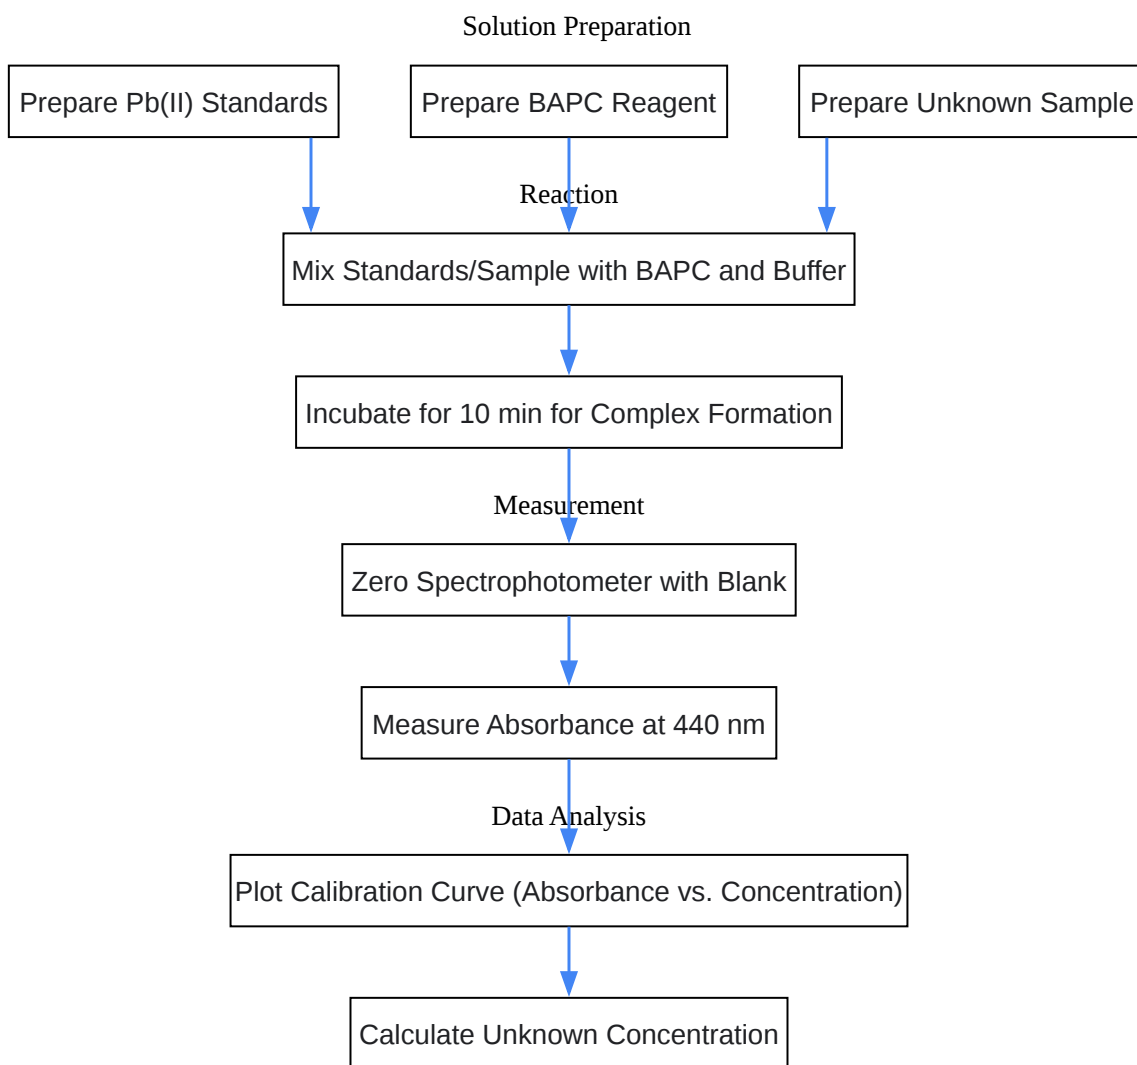 Solution Preparation
Prepare Pb(II) Standards
Prepare BAPC Reagent
Prepare Unknown Sample
Reaction
Mix Standards/Sample with BAPC and Buffer
Incubate for 10 min for Complex Formation
Measurement
Zero Spectrophotometer with Blank
Measure Absorbance at 440 nm
Data Analysis
Plot Calibration Curve (Absorbance vs. Concentration)
Calculate Unknown Concentration